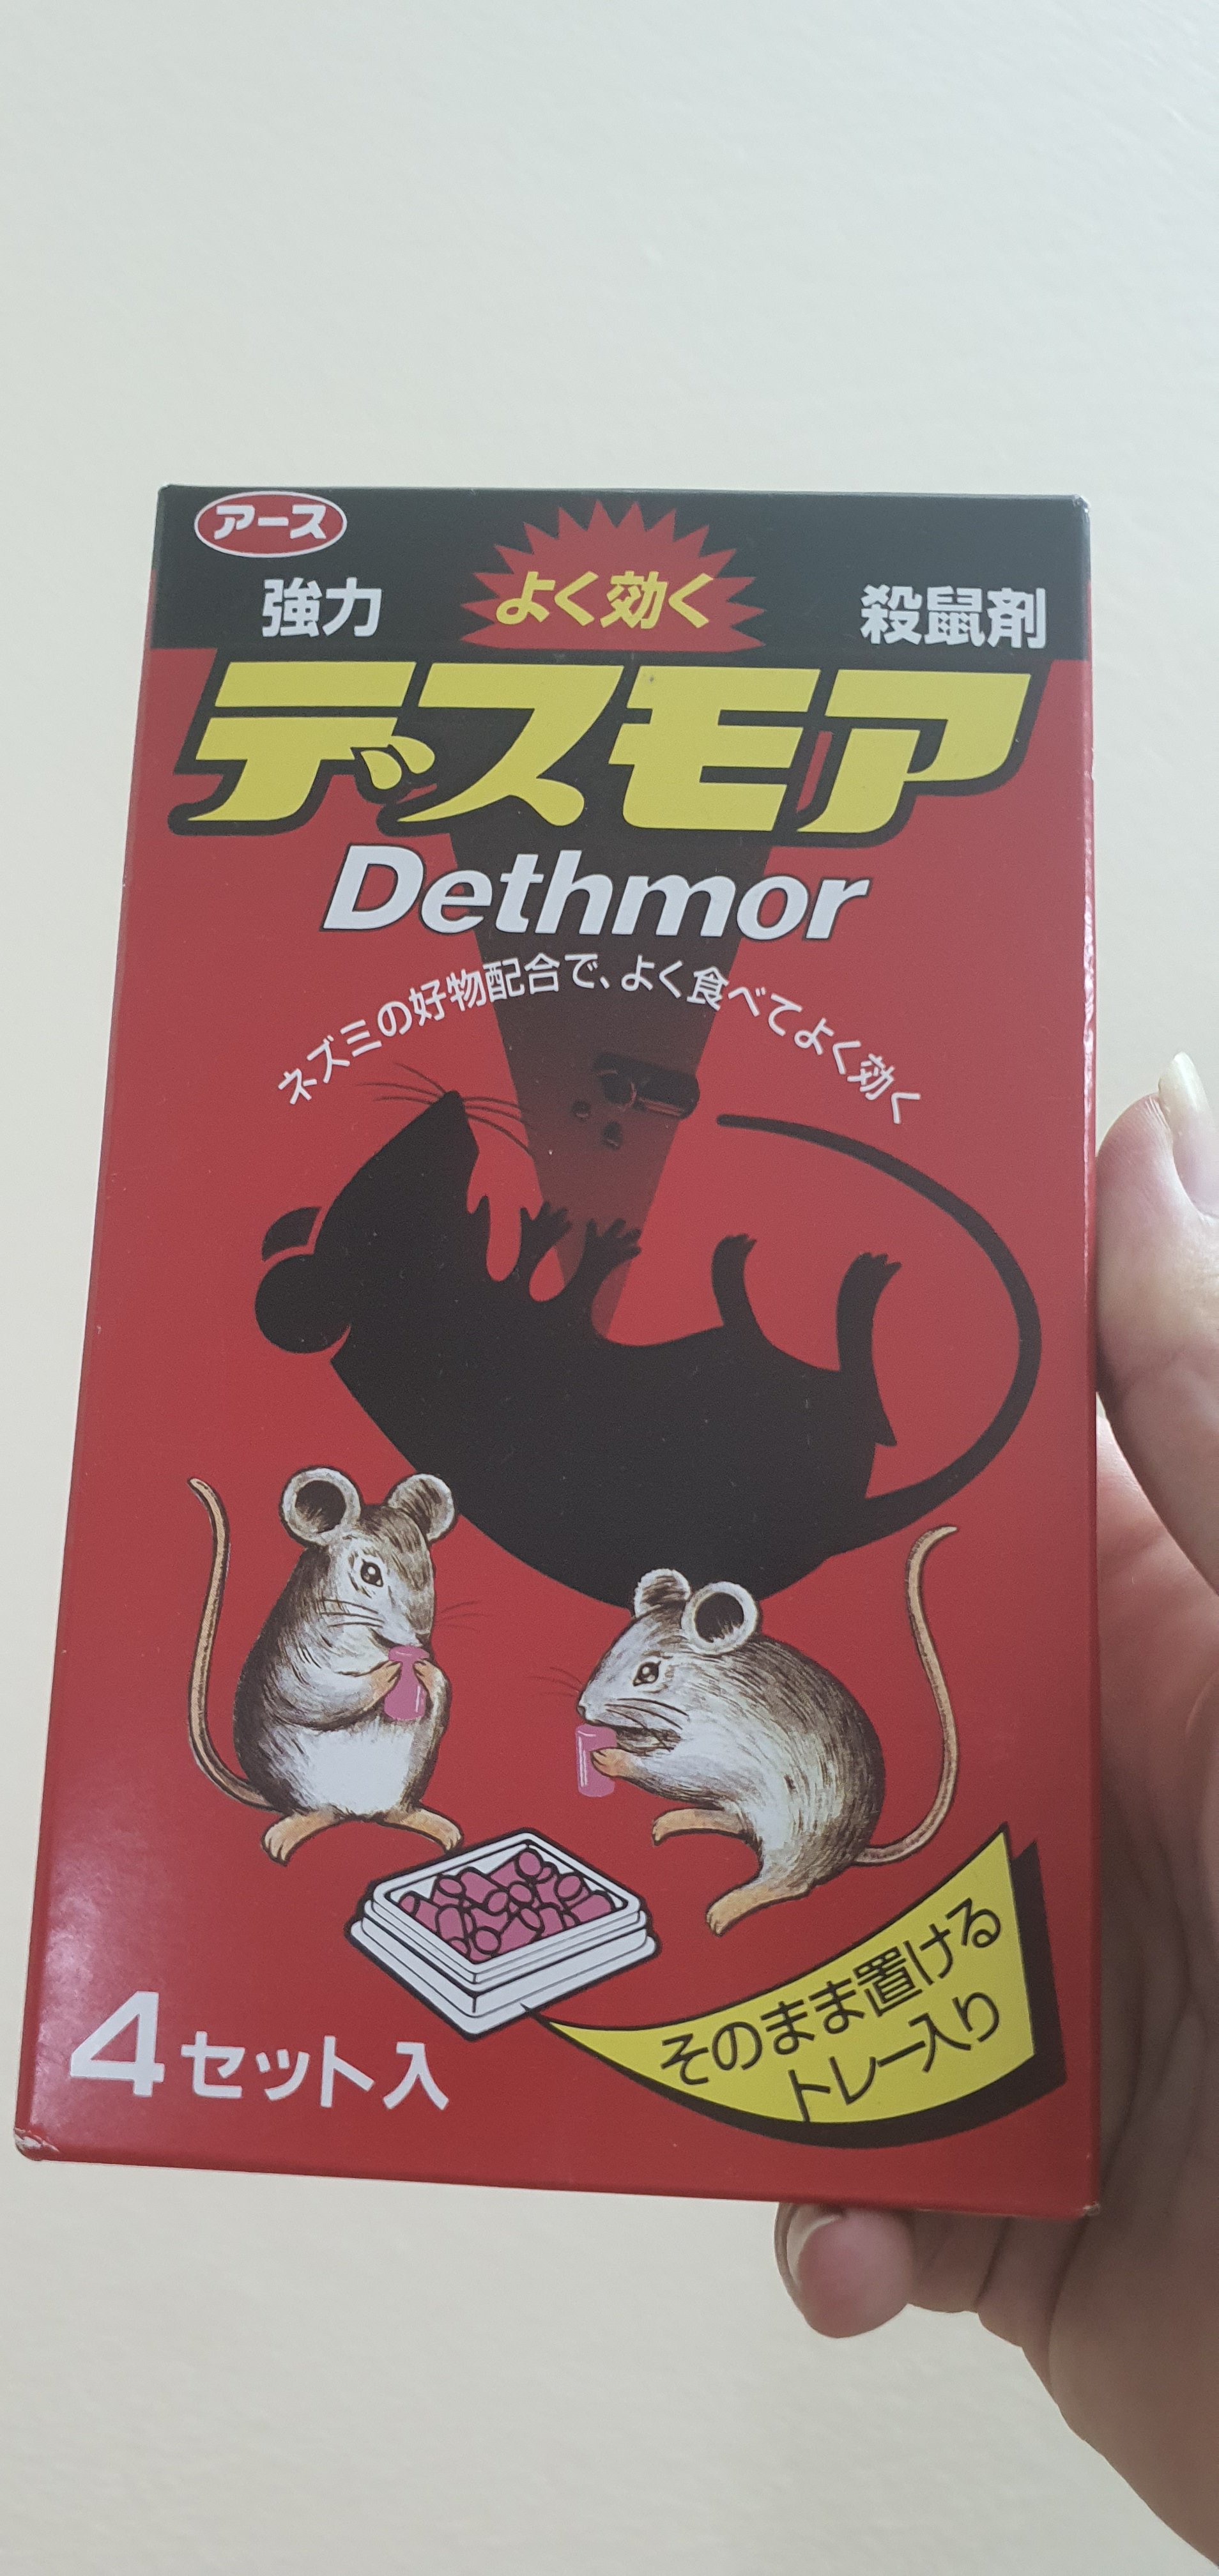 アース
強力
よく効く
殺鼠剤
デスモア
Dethmor
ネズミの好物配合で、よく食べてよく効く
そのまま置ける
トレー入り
4セット入